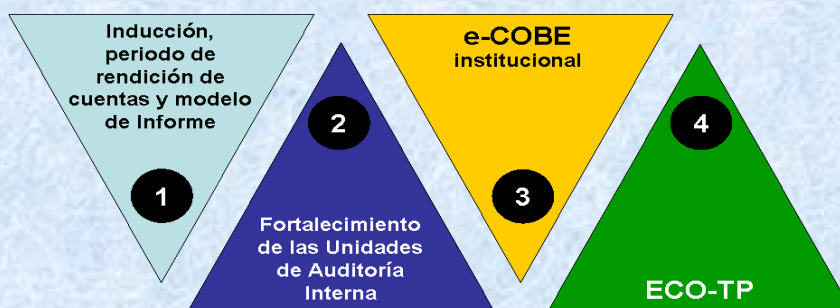 Inducción,
periodo de
rendición de
cuentas y modelo
de Informe
1
2
Fortalecimiento
de las Unidades
de Auditoría
Interna
e-COBE
institucional
3
4
ECO-TP